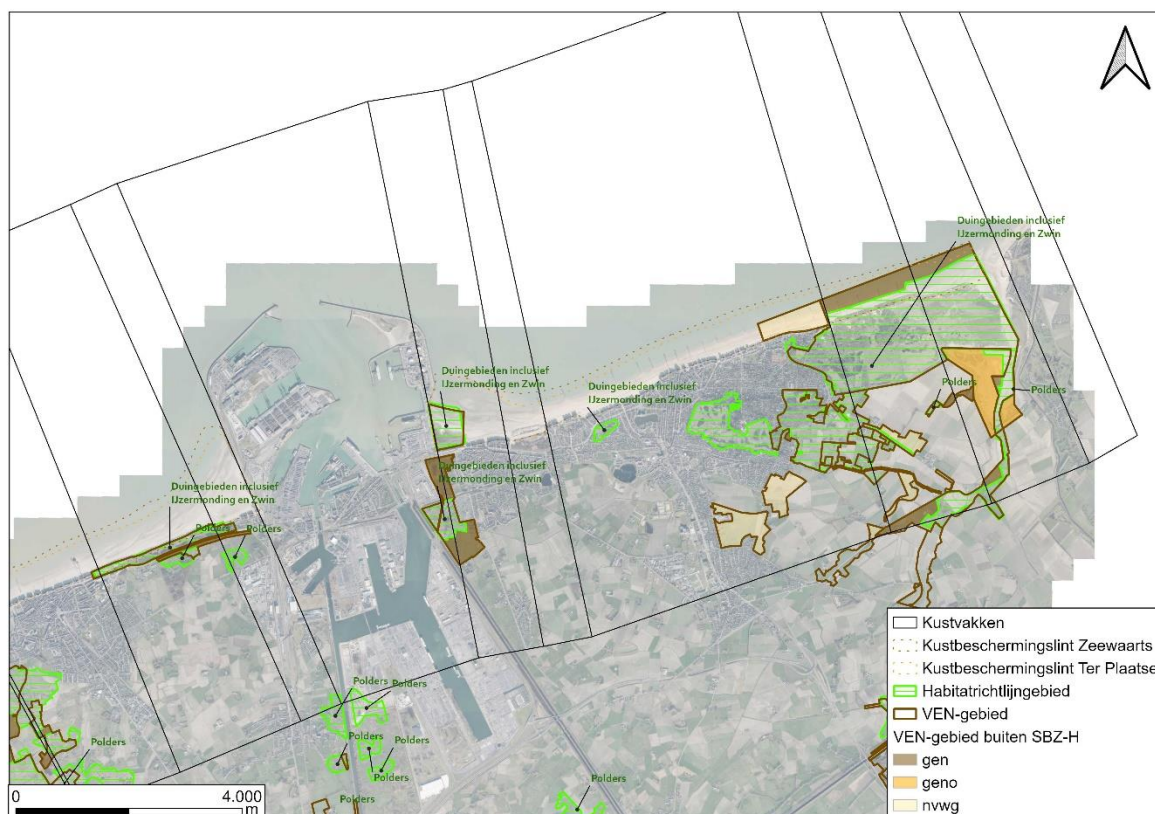 Duingebieden inclusief
IJzermonding en Zwin
Duingebieden inclusief
IJzermonding en Zwin
Duingebieden inclusief
IJzermonding en Zwin
Polders
Polders
Duingebieden inclusief
IJzermonding en Zwin
Duingebieden inclusief
IJzermonding en Zwin
Polders
Polders
Polders
Polders
Polders
Polders
Polders
Polders
Polders
Polders
Polders
Kustvakken
Kustbeschermingslint Zeewaarts
Kustbeschermingslint Ter Plaatse
Habitatrichtlijngebied
VEN-gebied
VEN-gebied buiten SBZ-H
gen
geno
nvwg
0 4.000
m